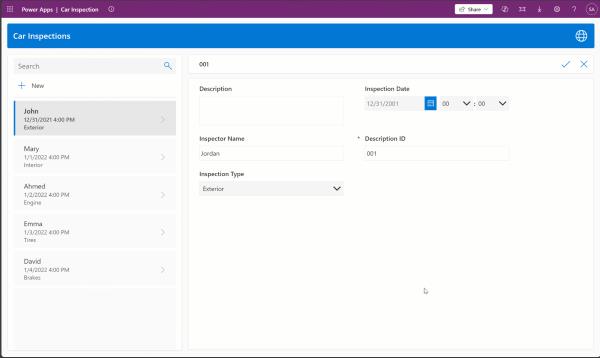 Power Apps | Car Inspection
Share
SA
Car Inspections
Search
New
John
12/31/2021 4:00 PM
Exterior
Mary
1/1/2022 4:00 PM
Interior
Ahmed
1/2/2022 4:00 PM
Engine
Emma
1/3/2022 4:00 PM
Tires
David
1/4/2022 4:00 PM
Brakes
001
Description
Inspection Date
12/31/2001
00 : 00
Inspector Name
* Description ID
Jordan
001
Inspection Type
Exterior